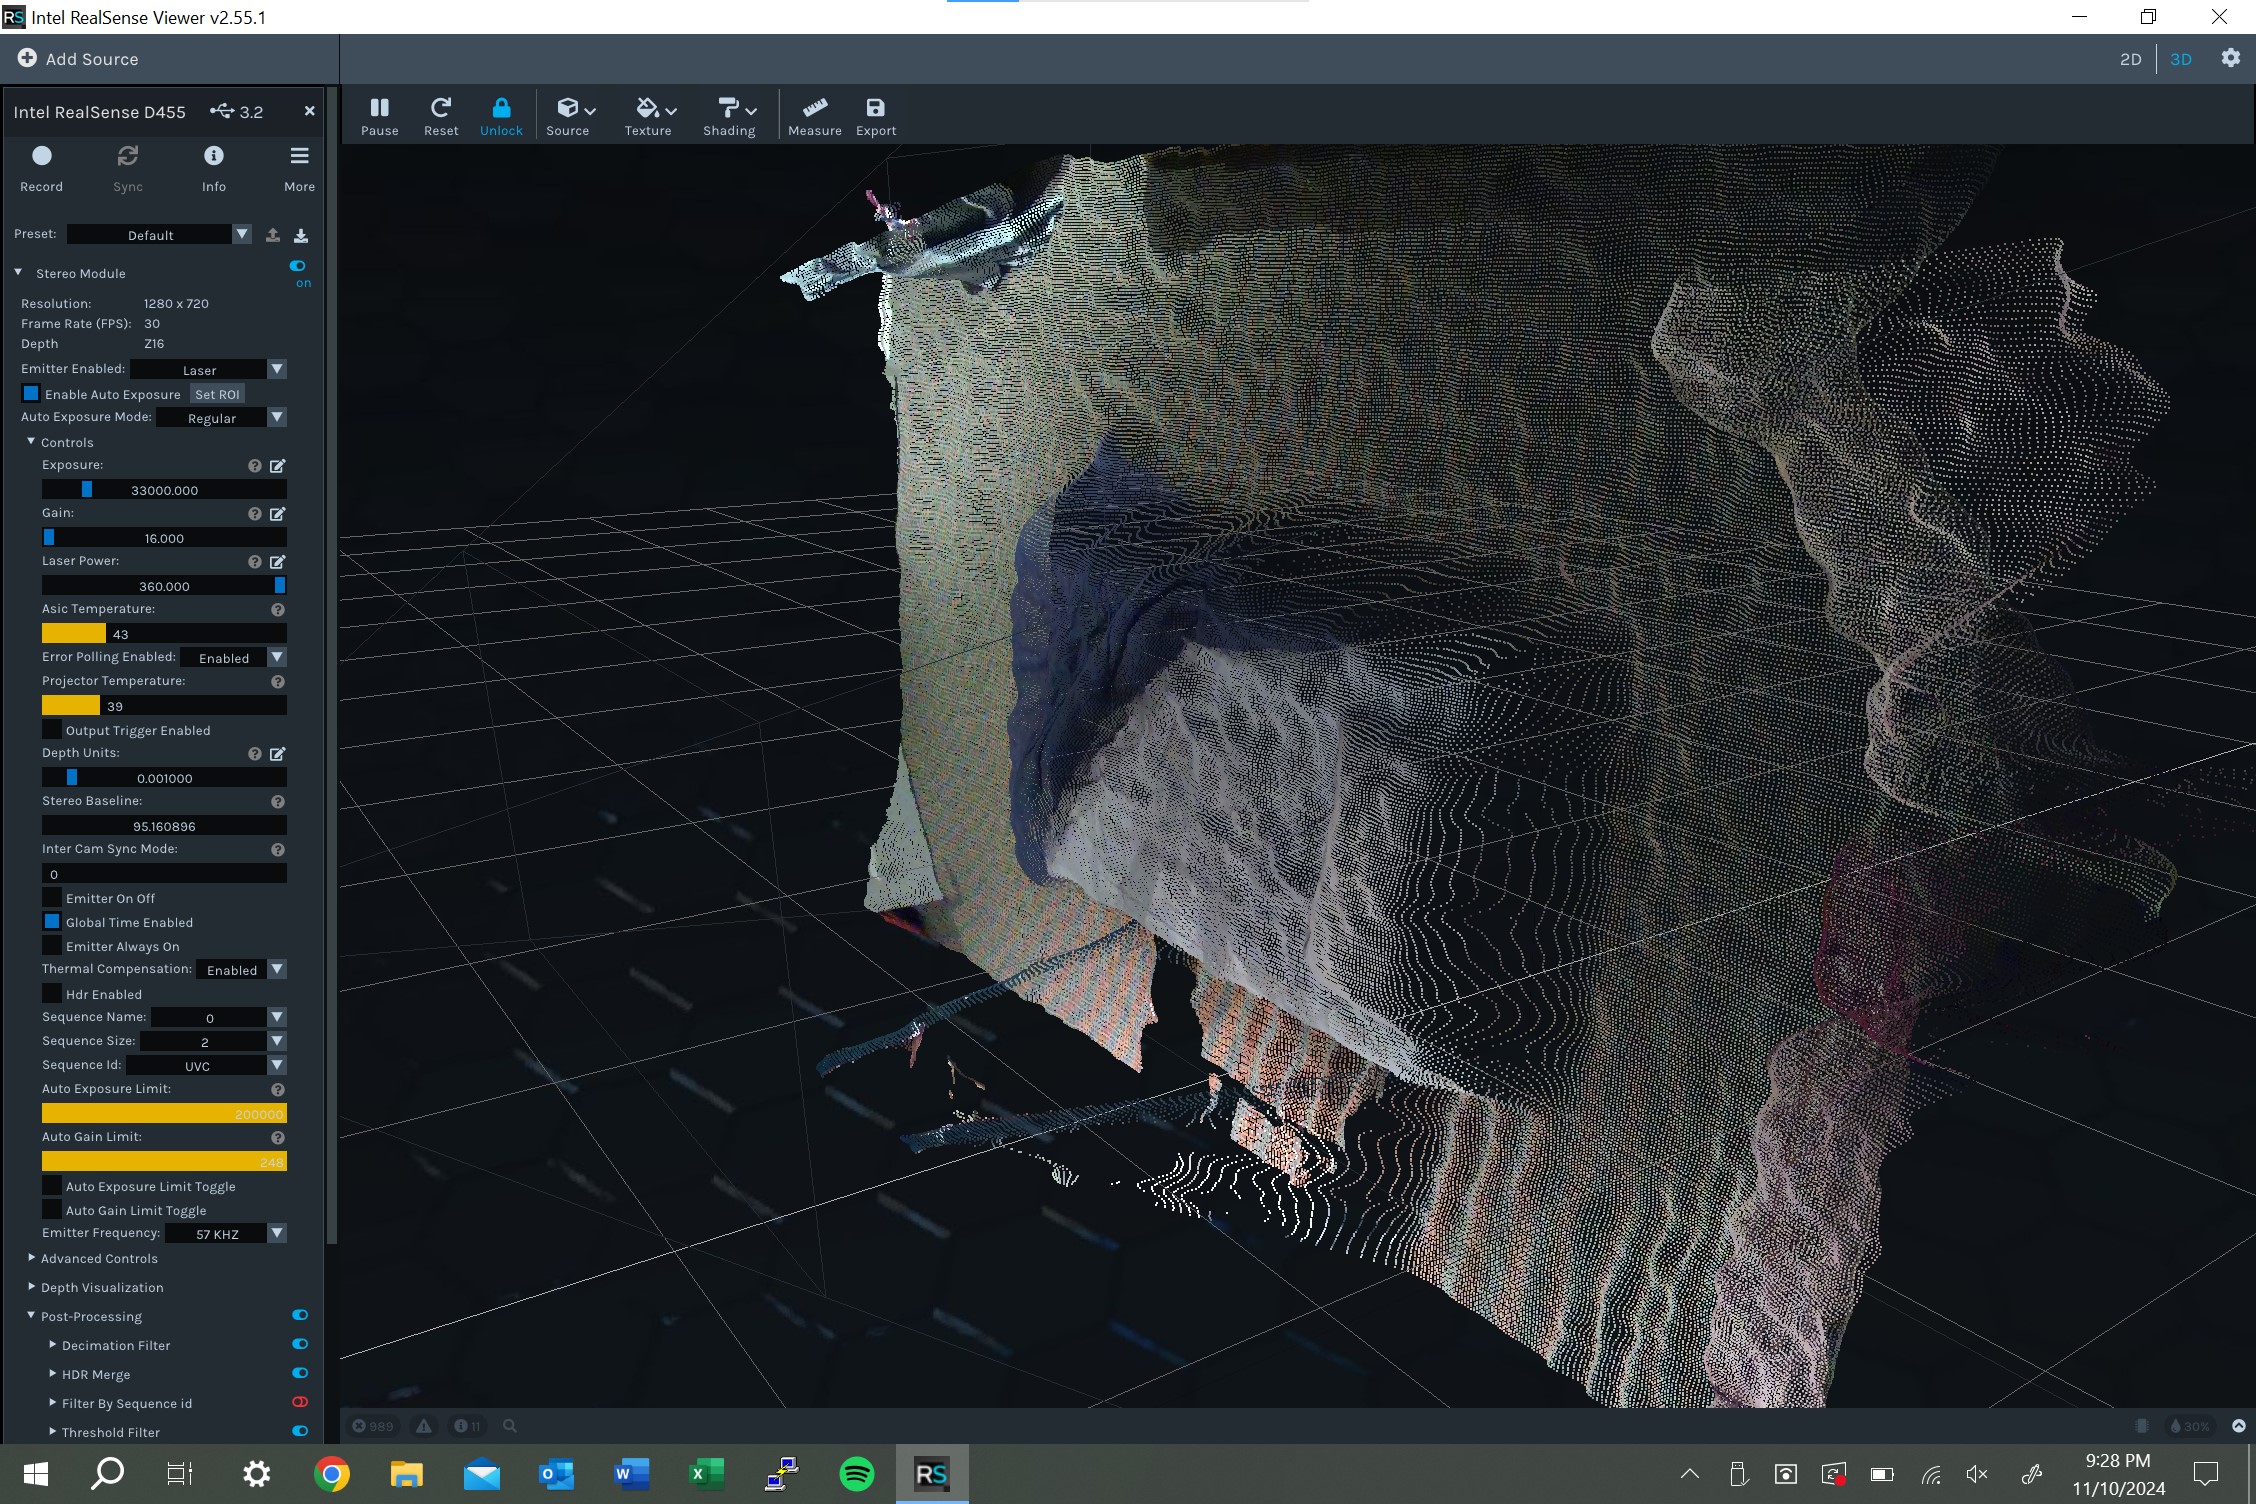 RS Intel RealSense Viewer v2.55.1
Add Source
2D 3D
Intel RealSense D455 3.2
Pause Reset Unlock Source Texture Shading Measure Export
Record Sync Info More
Preset: Default
Stereo Module
on
Resolution: 1280 x 720
Frame Rate (FPS): 30
Depth Z16
Emitter Enabled: Laser
Enable Auto Exposure Set ROI
Auto Exposure Mode: Regular
Controls
Exposure:
33000.000
Gain:
16.000
Laser Power:
360.000
Asic Temperature:
43
Error Polling Enabled: Enabled
Projector Temperature:
39
Output Trigger Enabled
Depth Units:
0.001000
Stereo Baseline:
95.160896
Inter Cam Sync Mode:
0
Emitter On Off
Global Time Enabled
Emitter Always On
Thermal Compensation: Enabled
Hdr Enabled
Sequence Name: 0
Sequence Size: 2
Sequence Id: UVC
Auto Exposure Limit:
200000
Auto Gain Limit:
248
Auto Exposure Limit Toggle
Auto Gain Limit Toggle
Emitter Frequency: 57 KHZ
Advanced Controls
Depth Visualization
Post-Processing
Decimation Filter
HDR Merge
Filter By Sequence id
Threshold Filter
989 11 30%
RS
9:28 PM
11/10/2024